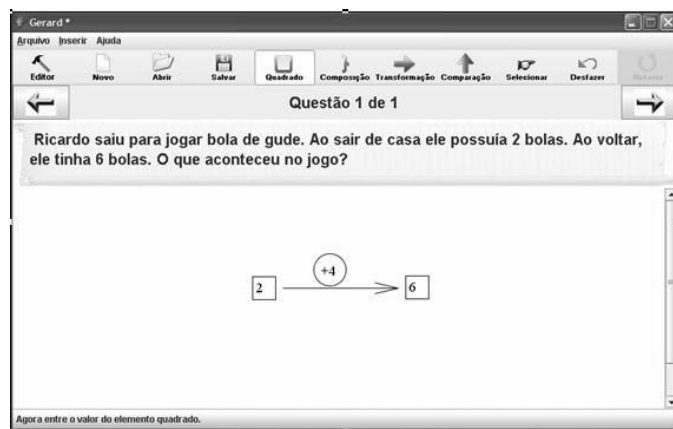 Gerard *
Arquivo Inserir Ajuda
Editor Novo Abrir Salvar Quadrado Composição Transformação Comparação Selecionar Desfazer Refazer
Questão 1 de 1
Ricardo saiu para jogar bola de gude. Ao sair de casa ele possuía 2 bolas. Ao voltar,
ele tinha 6 bolas. O que aconteceu no jogo?
+4
2 6
Agora entre o valor do elemento quadrado.